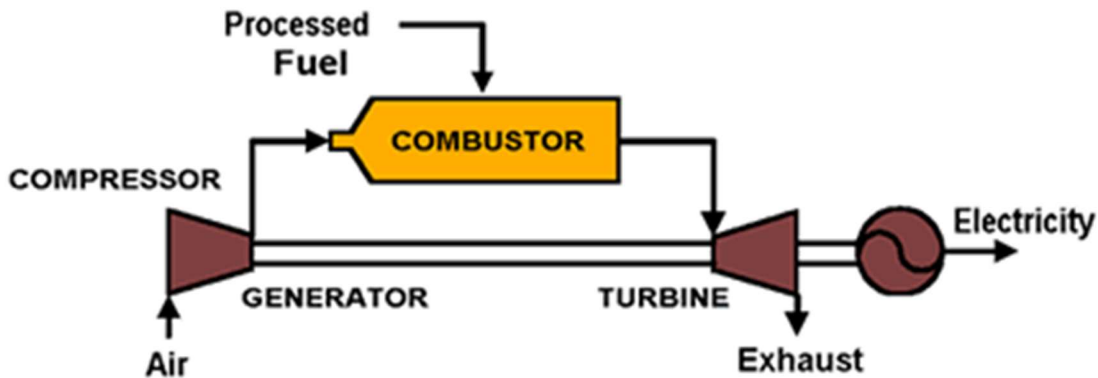 Processed
Fuel
COMBUSTOR
COMPRESSOR
Electricity
GENERATOR
TURBINE
Air
Exhaust